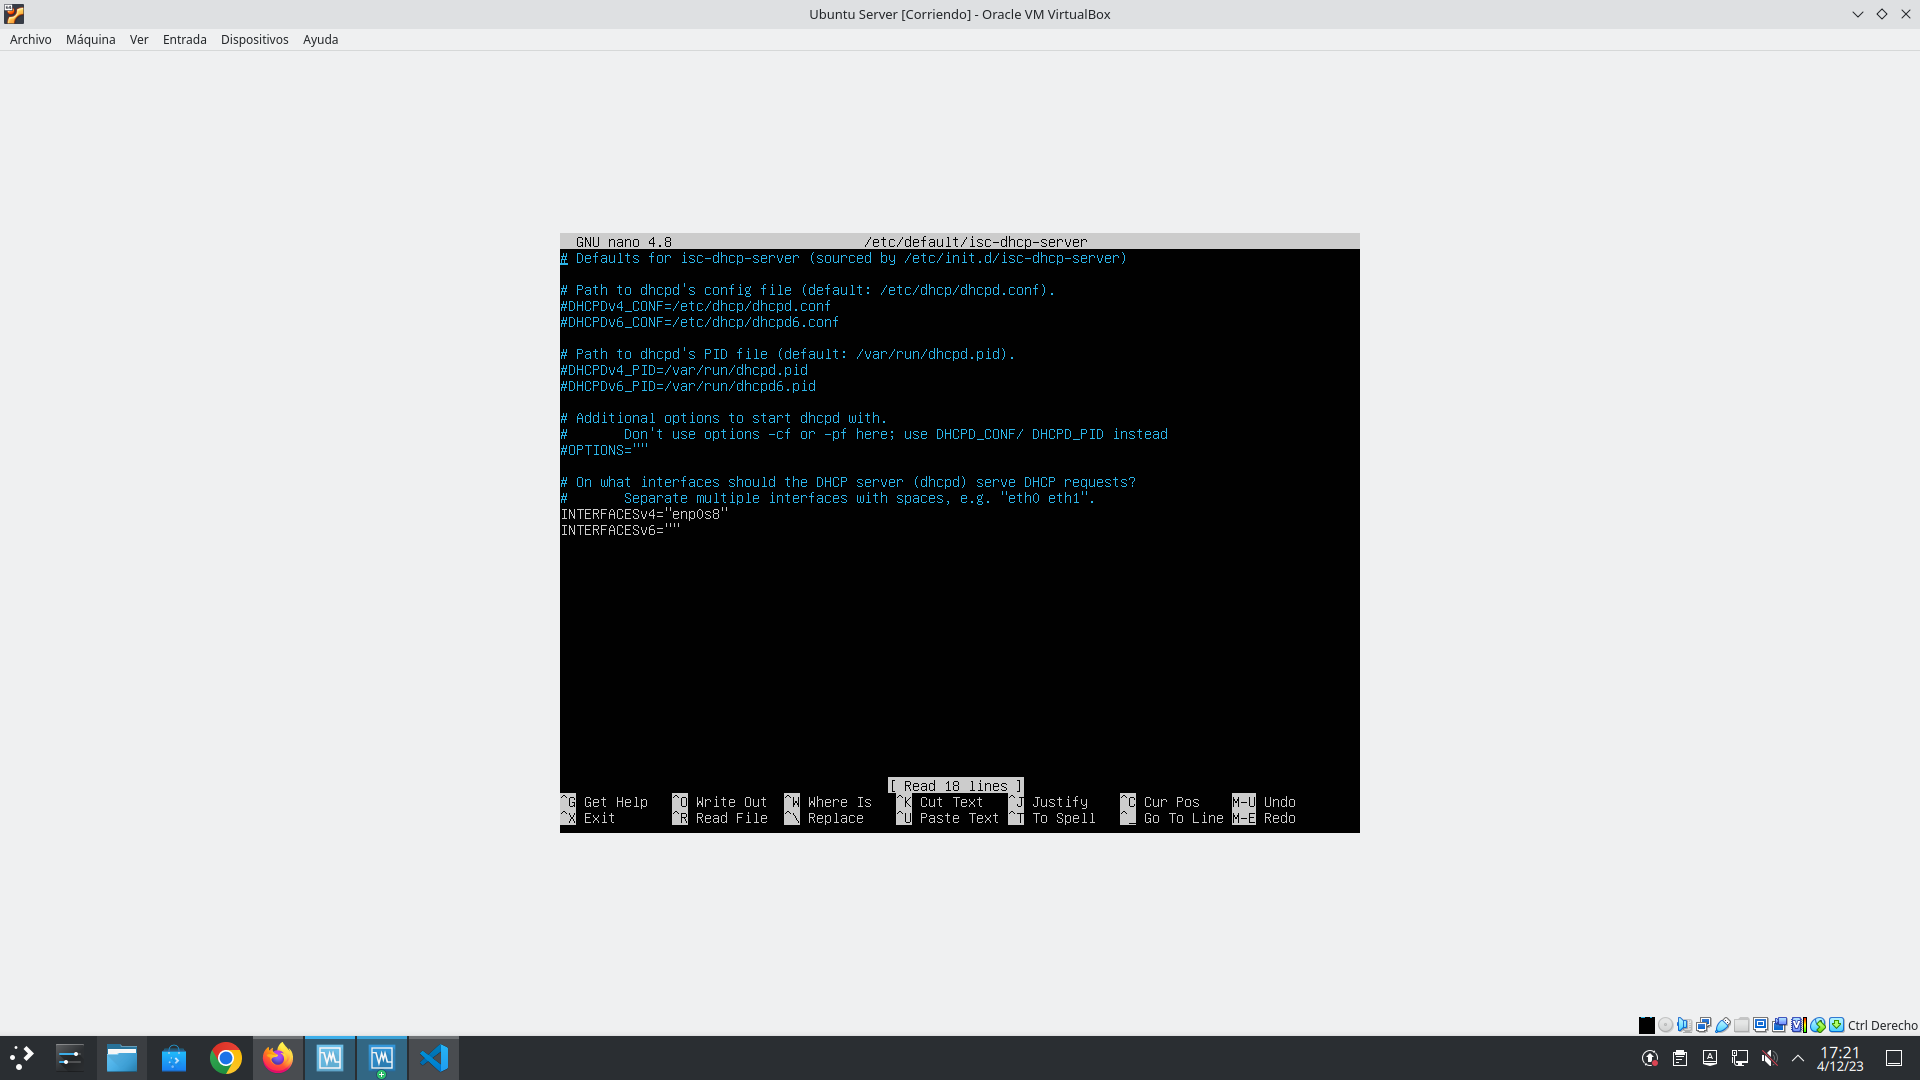 Ubuntu Server [Corriendo] - Oracle VM VirtualBox
Archivo Máquina Ver Entrada Dispositivos Ayuda
GNU nano 4.8 /etc/default/isc-dhcp-server
# Defaults for isc-dhcp-server (sourced by /etc/init.d/isc-dhcp-server)
# Path to dhcpd's config file (default: /etc/dhcp/dhcpd.conf).
#DHCPDv4_CONF=/etc/dhcp/dhcpd.conf
#DHCPDv6_CONF=/etc/dhcp/dhcpd6.conf
# Path to dhcpd's PID file (default: /var/run/dhcpd.pid).
#DHCPDv4_PID=/var/run/dhcpd.pid
#DHCPDv6_PID=/var/run/dhcpd6.pid
# Additional options to start dhcpd with.
#       Don't use options -cf or -pf here; use DHCPD_CONF/ DHCPD_PID instead
#OPTIONS=""
# On what interfaces should the DHCP server (dhcpd) serve DHCP requests?
#       Separate multiple interfaces with spaces, e.g. "eth0 eth1".
INTERFACESv4="enp0s8"
INTERFACESv6=""
[ Read 18 lines ]
^G Get Help ^O Write Out ^W Where Is ^K Cut Text ^J Justify ^C Cur Pos M-U Undo
^X Exit ^R Read File ^\ Replace ^U Paste Text ^T To Spell ^_ Go To Line M-E Redo
Ctrl Derecho
17:21
4/12/23